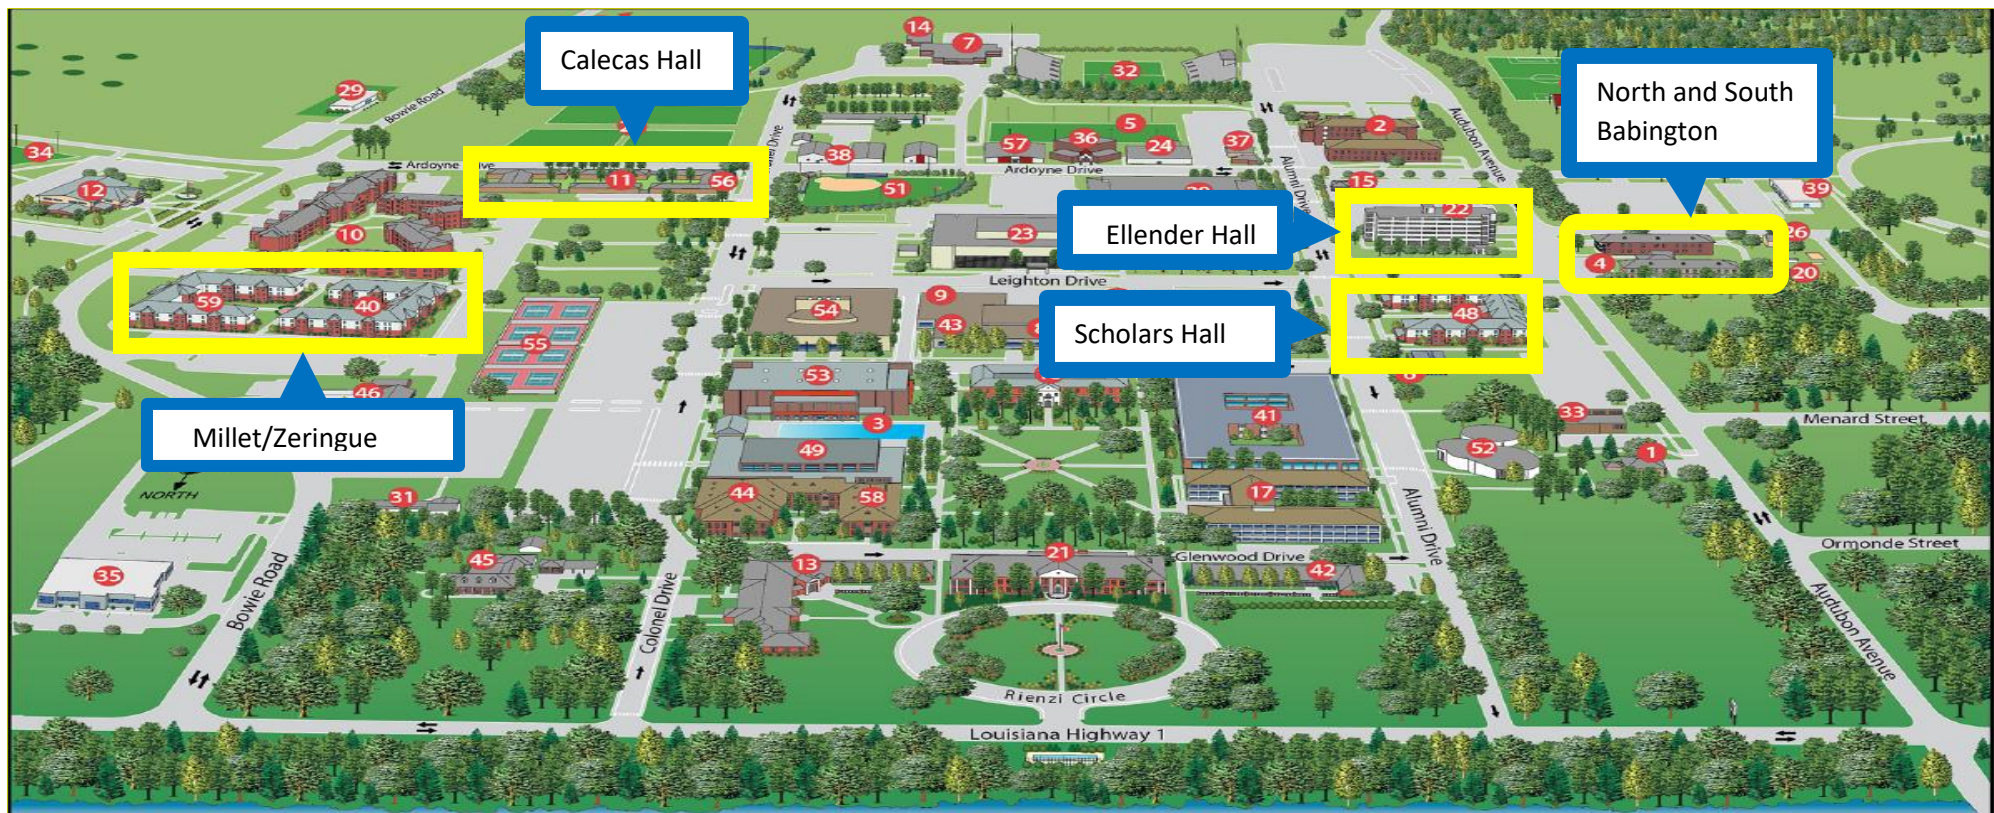 Calecas Hall
14
7
32
North and South
Babington
29
Bowie Road
5
2
Audubon Avenue
34
38
57
36
24
37
Ardoyne Drive
Ardoyne Drive
12
11
56
51
15
39
Alumni Drive
22
10
23
Ellender Hall
26
4
20
Leighton Drive
59
40
54
9
43
Scholars Hall
48
55
46
53
41
33
Menard Street
Millet/Zeringue
3
52
1
49
NORTH
31
44
58
17
Alumni Drive
Ormonde Street
35
45
13
21
Glenwood Drive
42
Bowie Road
Colonel Drive
Audubon Avenue
Rienzi Circle
Louisiana Highway 1